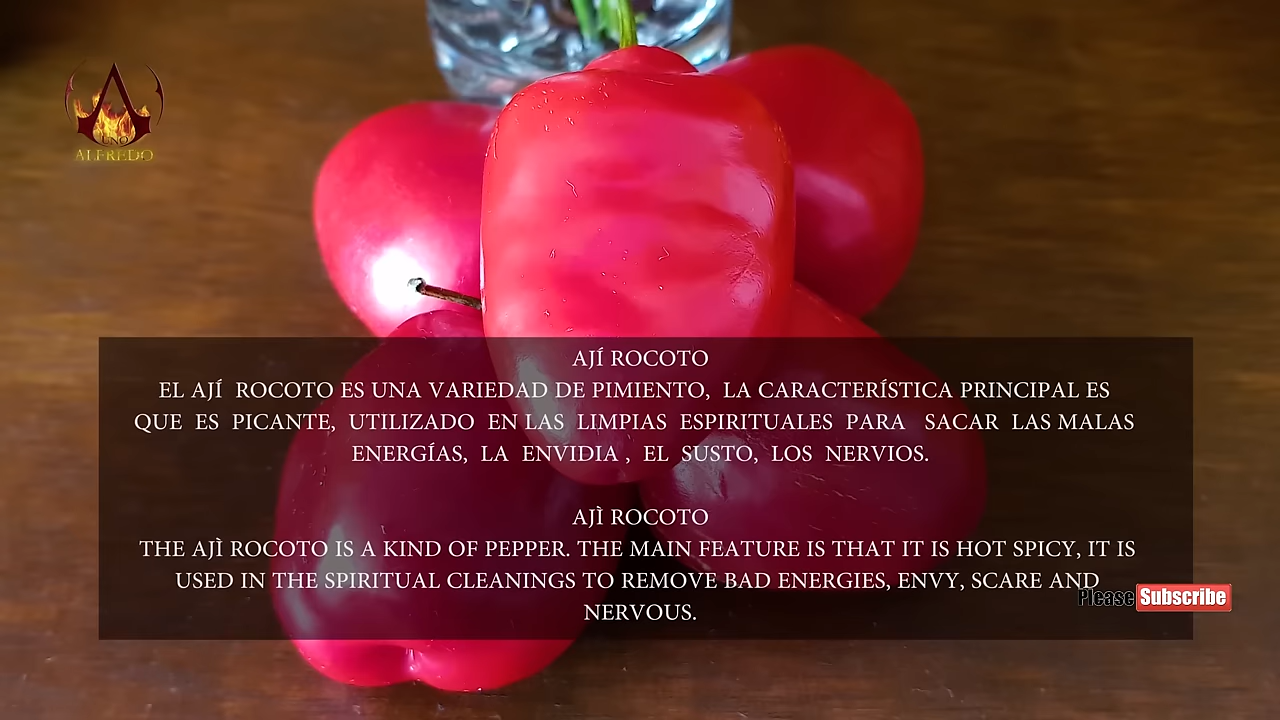 UNO
ALFREDO
AJÍ ROCOTO
EL AJÍ ROCOTO ES UNA VARIEDAD DE PIMIENTO, LA CARACTERÍSTICA PRINCIPAL ES
QUE ES PICANTE, UTILIZADO EN LAS LIMPIAS ESPIRITUALES PARA SACAR LAS MALAS
ENERGÍAS, LA ENVIDIA , EL SUSTO, LOS NERVIOS.
AJÌ ROCOTO
THE AJÌ ROCOTO IS A KIND OF PEPPER. THE MAIN FEATURE IS THAT IT IS HOT SPICY, IT IS
USED IN THE SPIRITUAL CLEANINGS TO REMOVE BAD ENERGIES, ENVY, SCARE AND
NERVOUS.
Please Subscribe